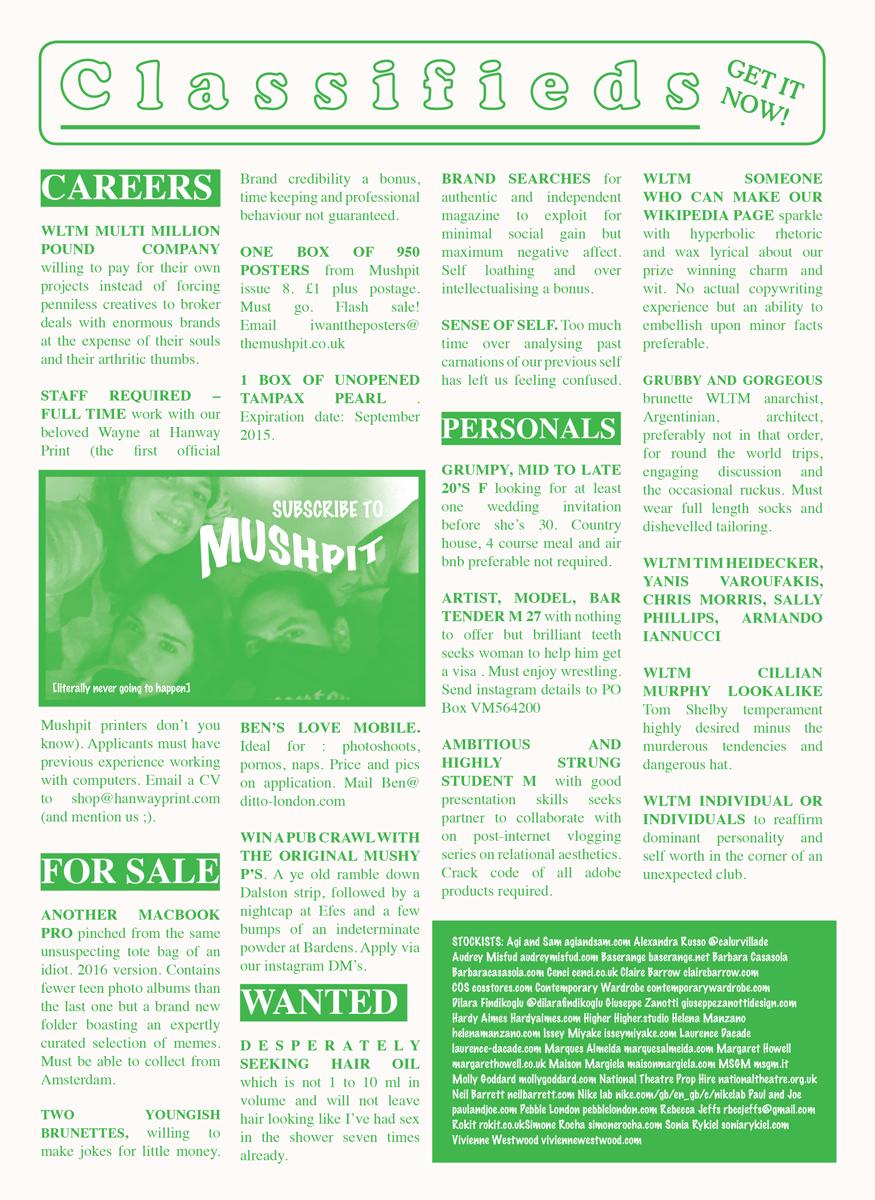 Classifieds
GET IT
NOW!
CAREERS
WLTM MULTI MILLION
POUND COMPANY
willing to pay for their own
projects instead of forcing
penniless creatives to broker
deals with enormous brands
at the expense of their souls
and their arthritic thumbs.
STAFF REQUIRED –
FULL TIME work with our
beloved Wayne at Hanway
Print (the first official
Mushpit printers don't you
know). Applicants must have
previous experience working
with computers. Email a CV
to shop@hanwayprint.com
(and mention us ;).
FOR SALE
ANOTHER MACBOOK
PRO pinched from the same
unsuspecting tote bag of an
idiot. 2016 version. Contains
fewer teen photo albums than
the last one but a brand new
folder boasting an expertly
curated selection of memes.
Must be able to collect from
Amsterdam.
TWO YOUNGISH
BRUNETTES, willing to
make jokes for little money.
Brand credibility a bonus,
time keeping and professional
behaviour not guaranteed.
ONE BOX OF 950
POSTERS from Mushpit
issue 8. £1 plus postage.
Must go. Flash sale!
Email iwanttheposters@
themushpit.co.uk
1 BOX OF UNOPENED
TAMPAX PEARL .
Expiration date: September
2015.
SUBSCRIBE TO
MUSHPIT
[literally never going to happen]
BEN'S LOVE MOBILE.
Ideal for : photoshoots,
pornos, naps. Price and pics
on application. Mail Ben@
ditto-london.com
WIN A PUB CRAWL WITH
THE ORIGINAL MUSHY
P'S. A ye old ramble down
Dalston strip, followed by a
nightcap at Efes and a few
bumps of an indeterminate
powder at Bardens. Apply via
our instagram DM's.
WANTED
DESPERATELY
SEEKING HAIR OIL
which is not 1 to 10 ml in
volume and will not leave
hair looking like I've had sex
in the shower seven times
already.
BRAND SEARCHES for
authentic and independent
magazine to exploit for
minimal social gain but
maximum negative affect.
Self loathing and over
intellectualising a bonus.
SENSE OF SELF. Too much
time over analysing past
carnations of our previous self
has left us feeling confused.
PERSONALS
GRUMPY, MID TO LATE
20'S F looking for at least
one wedding invitation
before she's 30. Country
house, 4 course meal and air
bnb preferable not required.
ARTIST, MODEL, BAR
TENDER M 27 with nothing
to offer but brilliant teeth
seeks woman to help him get
a visa . Must enjoy wrestling.
Send instagram details to PO
Box VM564200
AMBITIOUS AND
HIGHLY STRUNG
STUDENT M with good
presentation skills seeks
partner to collaborate with
on post-internet vlogging
series on relational aesthetics.
Crack code of all adobe
products required.
WLTM SOMEONE
WHO CAN MAKE OUR
WIKIPEDIA PAGE sparkle
with hyperbolic rhetoric
and wax lyrical about our
prize winning charm and
wit. No actual copywriting
experience but an ability to
embellish upon minor facts
preferable.
GRUBBY AND GORGEOUS
brunette WLTM anarchist,
Argentinian, architect,
preferably not in that order,
for round the world trips,
engaging discussion and
the occasional ruckus. Must
wear full length socks and
dishevelled tailoring.
WLTM TIM HEIDECKER,
YANIS VAROUFAKIS,
CHRIS MORRIS, SALLY
PHILLIPS, ARMANDO
IANNUCCI
WLTM CILLIAN
MURPHY LOOKALIKE
Tom Shelby temperament
highly desired minus the
murderous tendencies and
dangerous hat.
WLTM INDIVIDUAL OR
INDIVIDUALS to reaffirm
dominant personality and
self worth in the corner of an
unexpected club.
STOCKISTS: Agi and Sam agiandsam.com Alexandra Russo @calurvillade
Audrey Misfud audreymisfud.com Baserange baserange.net Barbara Casasola
Barbaracasasola.com Cenci cenci.co.uk Claire Barrow clairebarrow.com
COS cosstores.com Contemporary Wardrobe contemporarywardrobe.com
Dilara Findikoglu @dilarafindikoglu Giuseppe Zanotti giuseppezanottidesign.com
Hardy Aimes Hardyaimes.com Higher Higher.studio Helena Manzano
helenamanzano.com Issey Miyake isseymiyake.com Laurence Dacade
laurence-dacade.com Marques Almeida marquesalmeida.com Margaret Howell
margarethowell.co.uk Maison Margiela maisonmargiela.com MSGM msgm.it
Molly Goddard mollygoddard.com National Theatre Prop Hire nationaltheatre.org.uk
Neil Barrett neilbarrett.com Nike lab nike.com/gb/en_gb/c/nikelab Paul and Joe
paulandjoe.com Pebble London pebblelondon.com Rebecca Jeffs rbccjeffs@gmail.com
Rokit rokit.co.ukSimone Rocha simonerocha.com Sonia Rykiel soniarykiel.com
Vivienne Westwood viviennewestwood.com